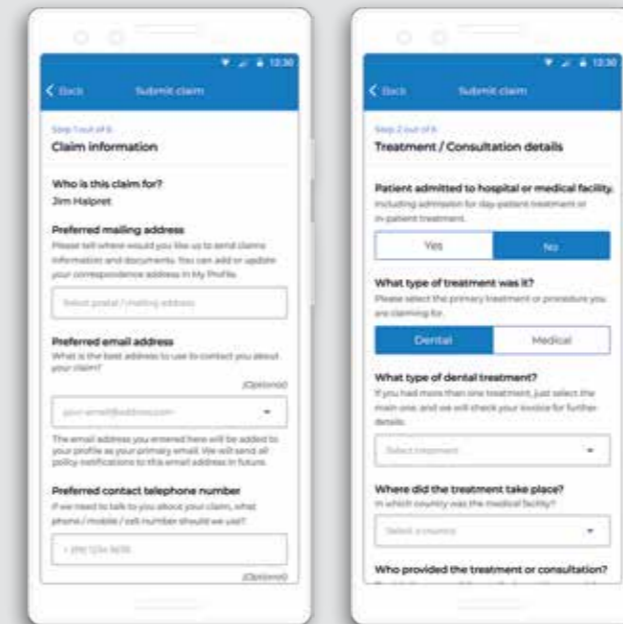 12:30
Back Submit claim
Step 1 out of 6
Claim information
Who is this claim for?
Jim Halpret
Preferred mailing address
Please tell where would you like us to send claims
information and documents. You can add or update
your correspondence address in My Profile.
Select postal / mailing address
Preferred email address
What is the best address to use to contact you about
your claim?
(Optional)
your-email@address.com
The email address you entered here will be added to
your profile as your primary email. We will send all
policy notifications to this email address in future.
Preferred contact telephone number
If we need to talk to you about your claim, what
phone / mobile / cell number should we use?
(Optional)
12:30
Back Submit claim
Step 2 out of 6
Treatment / Consultation details
Patient admitted to hospital or medical facility.
Including admission for day-patient treatment or
in-patient treatment.
Yes No
What type of treatment was it?
Please select the primary treatment or procedure you
are claiming for.
Dental Medical
What type of dental treatment?
If you had more than one treatment, just select the
main one, and we will check your invoice for further
details.
Select treatment
Where did the treatment take place?
In which country was the medical facility?
Select a country
Who provided the treatment or consultation?